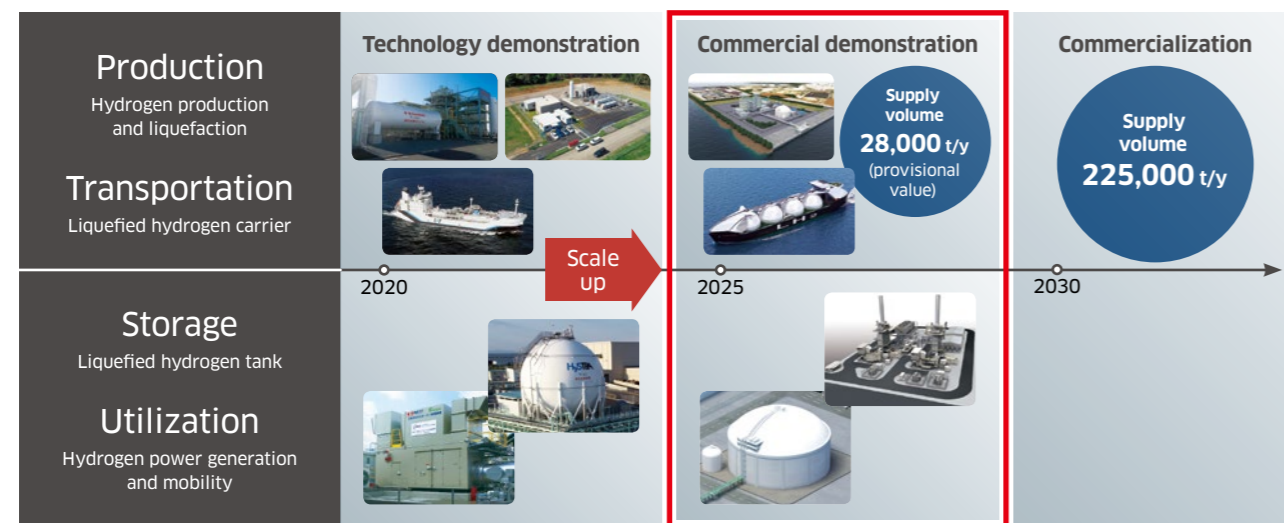 Production
Hydrogen production
and liquefaction
Transportation
Liquefied hydrogen carrier
Storage
Liquefied hydrogen tank
Utilization
Hydrogen power generation
and mobility
Technology demonstration
Scale
up
2020
Commercial demonstration
Supply
volume
28,000 t/y
(provisional
value)
2025
Commercialization
Supply
volume
225,000 t/y
2030